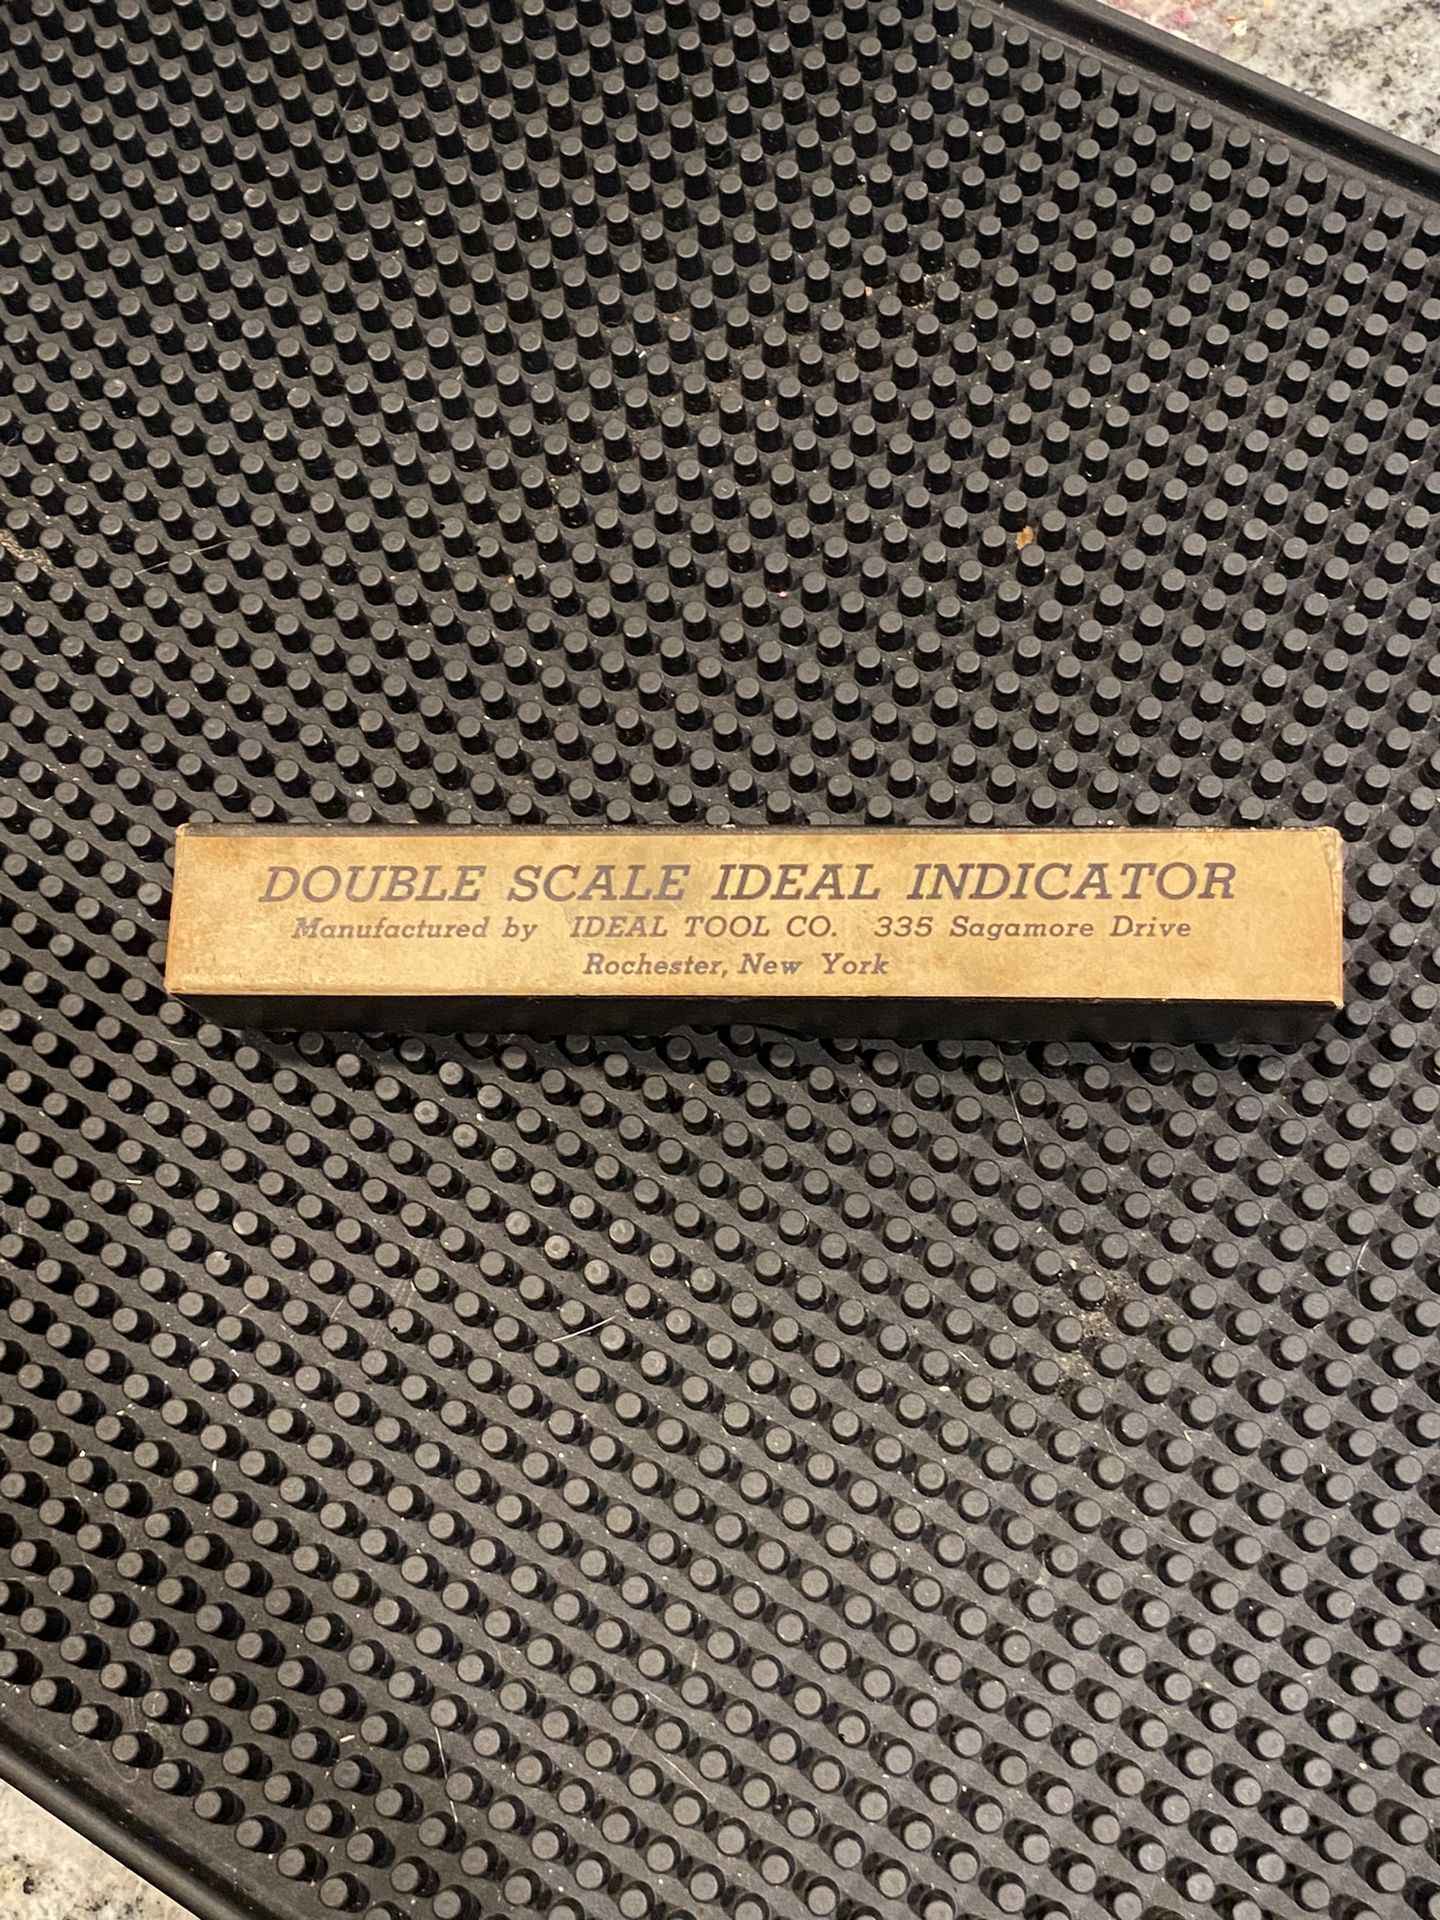 DOUBLE SCALE IDEAL INDICATOR
Manufactured by IDEAL TOOL CO. 335 Sagamore Drive
Rochester, New York